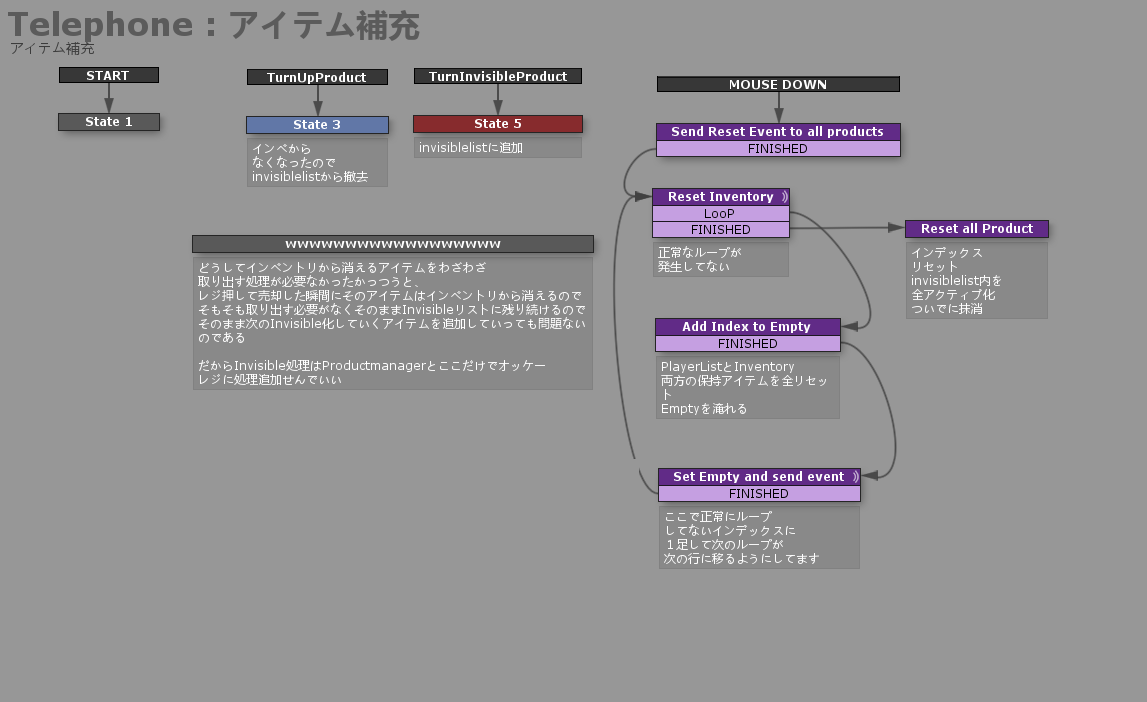 Telephone : アイテム補充
アイテム補充
START
State 1
TurnUpProduct
State 3
インベから
なくなったので
invisiblelistから撤去
TurnInvisibleProduct
State 5
invisiblelistに追加
MOUSE DOWN
Send Reset Event to all products
FINISHED
Reset Inventory
LooP
FINISHED
正常なループが
発生してない
Reset all Product
インデックス
リセット
invisiblelist内を
全アクティブ化
ついでに抹消
wwwwwwwwwwwwwwwwwww
どうしてインベントリから消えるアイテムをわざわざ
取り出す処理が必要なかったかっつうと、
レジ押して売却した瞬間にそのアイテムはインベントリから消えるので
そもそも取り出す必要がなくそのままInvisibleリストに残り続けるので
そのまま次のInvisible化していくアイテムを追加していっても問題ない
のである
だからInvisible処理はProductmanagerとここだけでオッケー
レジに処理追加せんでいい
Add Index to Empty
FINISHED
PlayerListとInventory
両方の保持アイテムを全リセッ
ト
Emptyを淹れる
Set Empty and send event
FINISHED
ここで正常にループ
してないインデックスに
１足して次のループが
次の行に移るようにしてます